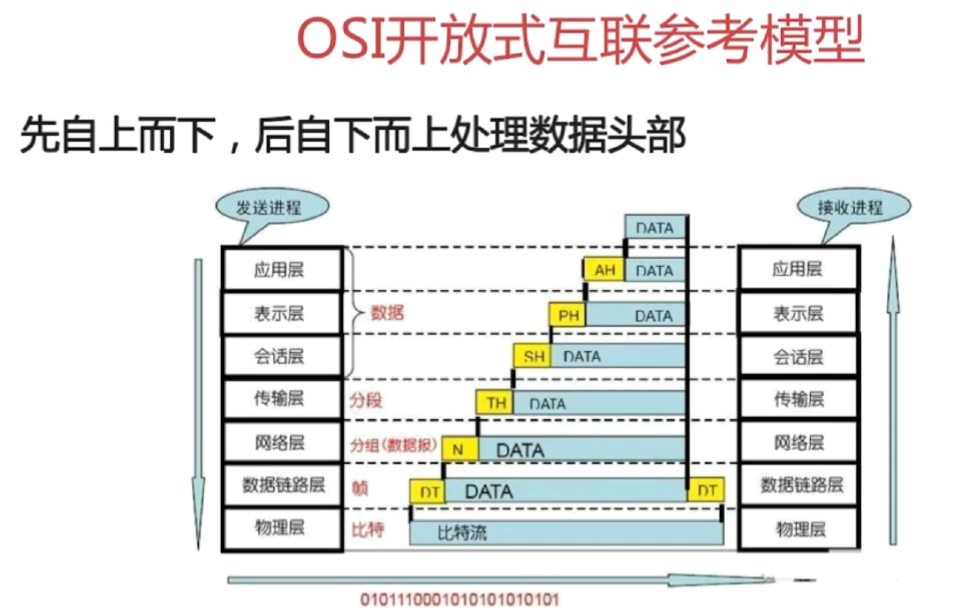 OSI开放式互联参考模型
先自上而下，后自下而上处理数据头部
发送进程
接收进程
DATA
应用层
AH
DATA
应用层
表示层
数据
PH
DATA
表示层
会话层
SH
DATA
会话层
传输层
分段
TH
DATA
传输层
网络层
分组(数据报)
N
DATA
网络层
数据链路层
帧
DT
DATA
DT
数据链路层
物理层
比特
比特流
物理层
0101110001010101010101